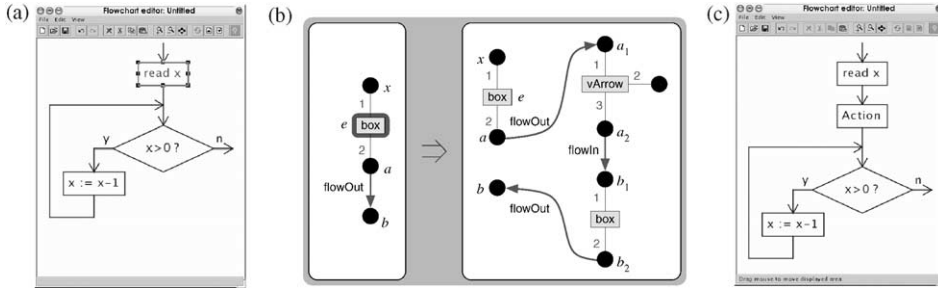 (a)
Flowchart editor: Untitled
File Edit View
read x
y
x>0 ?
n
x := x-1
(b)
x
1
e
box
2
a
flowOut
b
x
1
box
e
2
a
flowOut
a1
1
vArrow
2
3
a2
flowIn
b1
b
flowOut
1
box
2
b2
(c)
Flowchart editor: Untitled
File Edit View
read x
Action
y
x>0 ?
n
x := x-1
Drag mouse to move displayed area